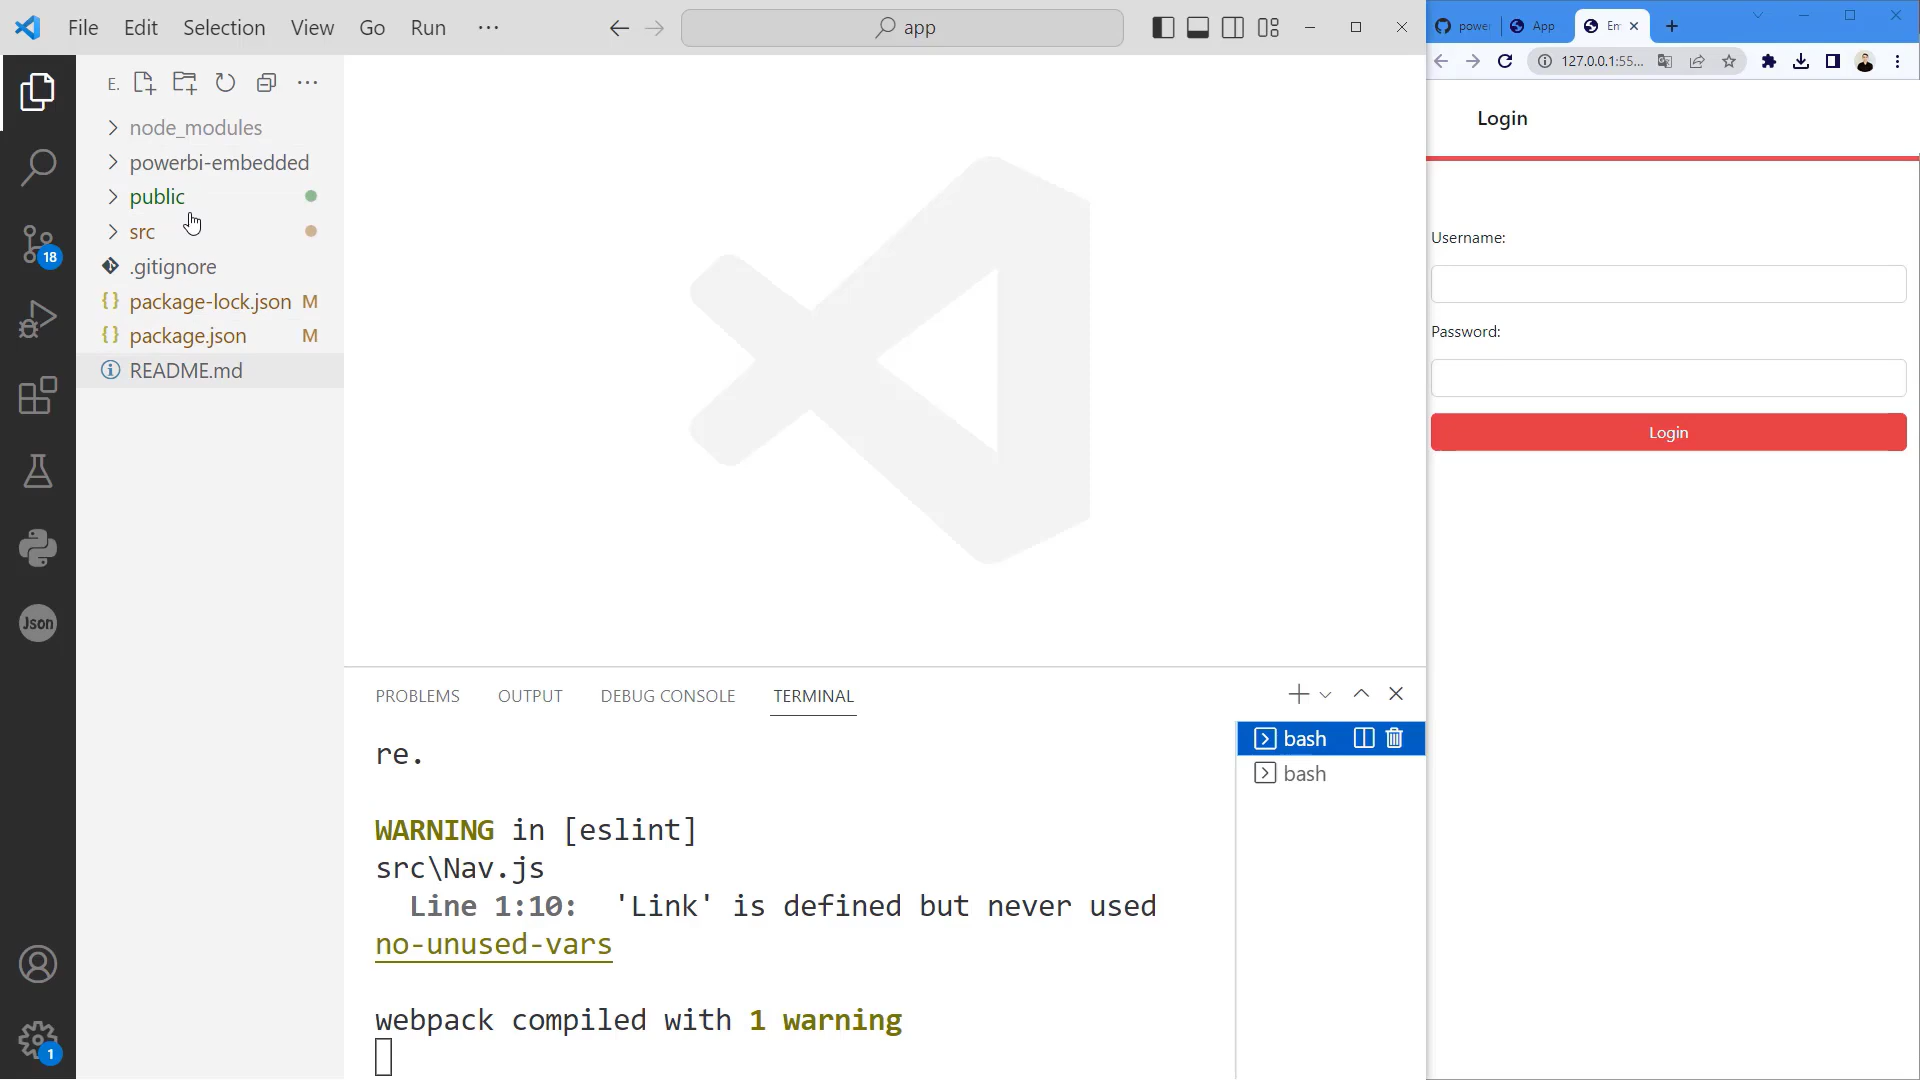 File Edit Selection View Go Run ···
app
power App Em
127.0.0.1:55...
E.
node_modules
powerbi-embedded
public
src
.gitignore
package-lock.json M
package.json M
README.md
18
Json
1
Login
Username:
Password:
Login
PROBLEMS OUTPUT DEBUG CONSOLE TERMINAL
bash
bash
re.
WARNING in [eslint]
src\Nav.js
Line 1:10: 'Link' is defined but never used
no-unused-vars
webpack compiled with 1 warning